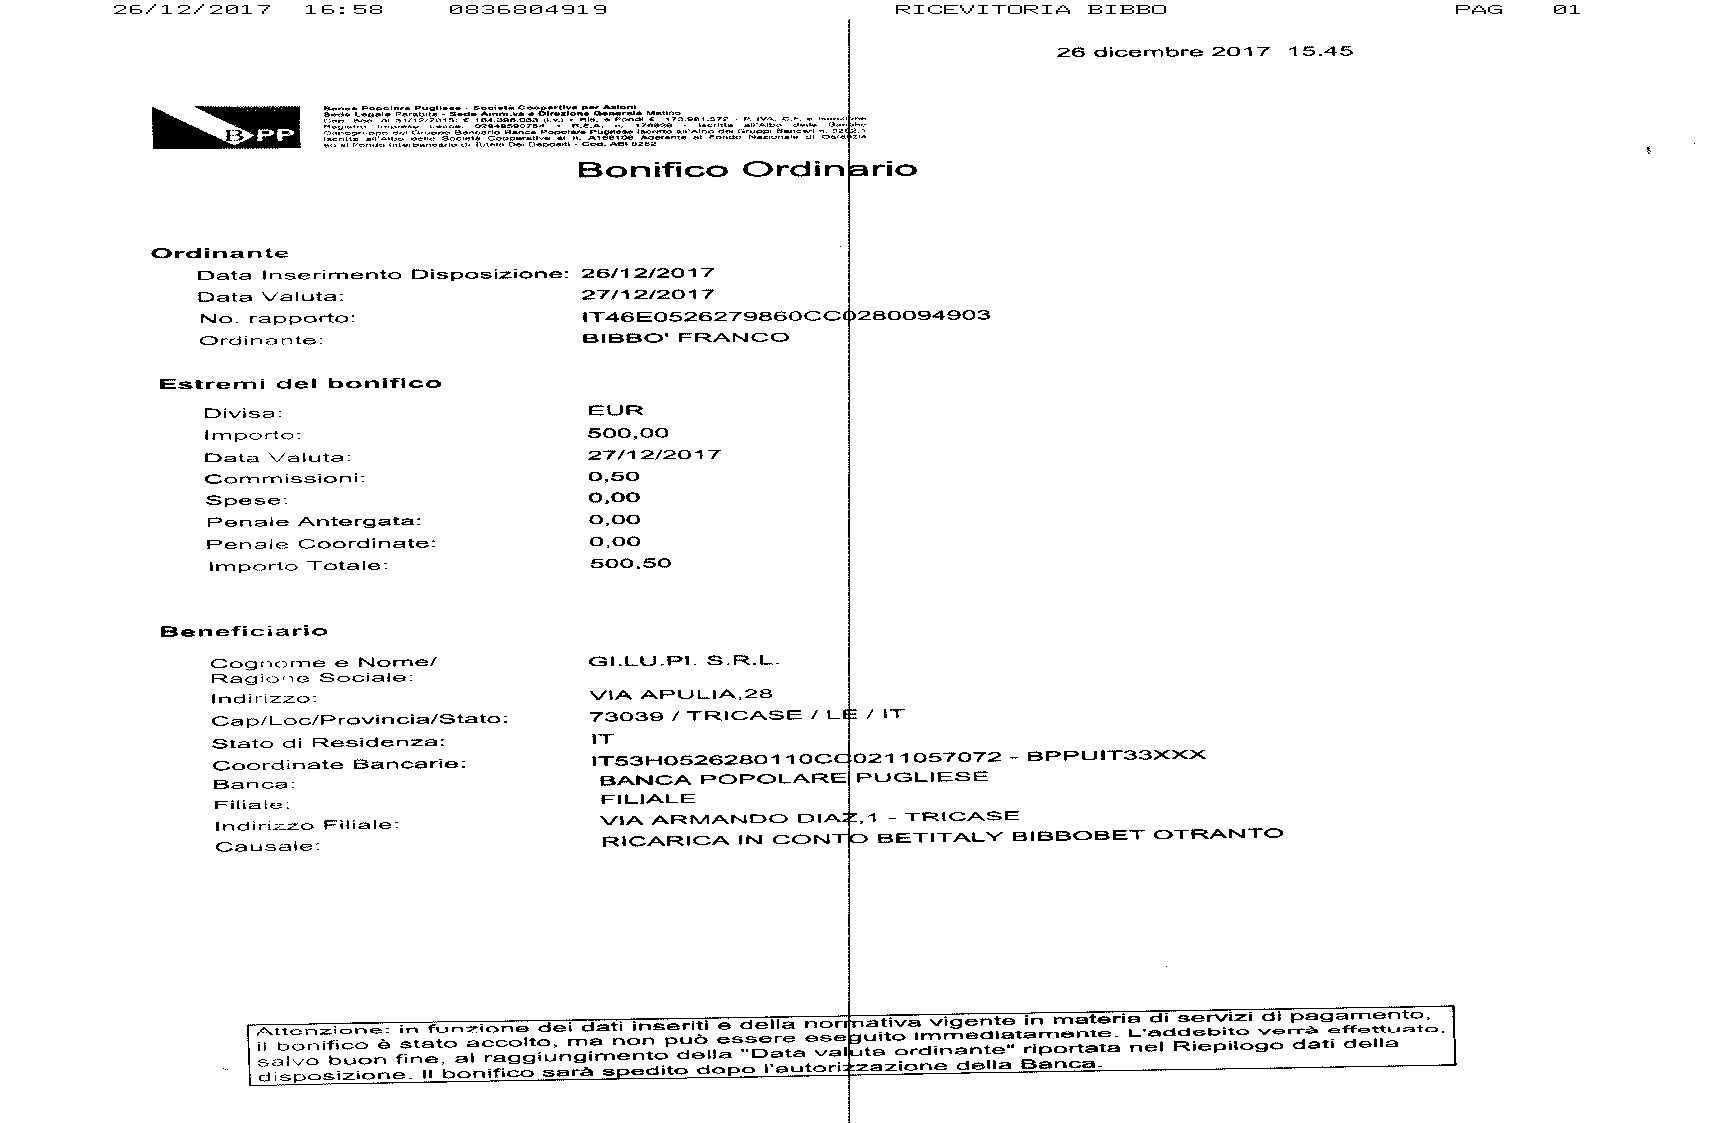 26/12/2017 16:58 0836804919 RICEVITORIA BIBBO PAG 01
26 dicembre 2017 15.45
B PP
Banca Popolare Pugliese - Società Cooperativa per Azioni
Sede Legale Parabita - Sede Amm.va e Direzione Generale Matino
Bonifico Ordinario
Ordinante
Data Inserimento Disposizione: 26/12/2017
Data Valuta: 27/12/2017
No. rapporto: IT46E0526279860CC0280094903
Ordinante: BIBBO' FRANCO
Estremi del bonifico
Divisa: EUR
Importo: 500,00
Data Valuta: 27/12/2017
Commissioni: 0,50
Spese: 0,00
Penale Antergata: 0,00
Penale Coordinate: 0,00
Importo Totale: 500,50
Beneficiario
Cognome e Nome/ GI.LU.PI. S.R.L.
Ragione Sociale:
Indirizzo: VIA APULIA,28
Cap/Loc/Provincia/Stato: 73039 / TRICASE / LE / IT
Stato di Residenza: IT
Coordinate Bancarie: IT53H0526280110CC0211057072 - BPPUIT33XXX
Banca: BANCA POPOLARE PUGLIESE
Filiale: FILIALE
Indirizzo Filiale: VIA ARMANDO DIAZ,1 - TRICASE
Causale: RICARICA IN CONTO BETITALY BIBBOBET OTRANTO
Attenzione: in funzione dei dati inseriti e della normativa vigente in materia di servizi di pagamento,
il bonifico è stato accolto, ma non può essere eseguito immediatamente. L'addebito verrà effettuato,
salvo buon fine, al raggiungimento della "Data valuta ordinante" riportata nel Riepilogo dati della
disposizione. Il bonifico sarà spedito dopo l'autorizzazione della Banca.